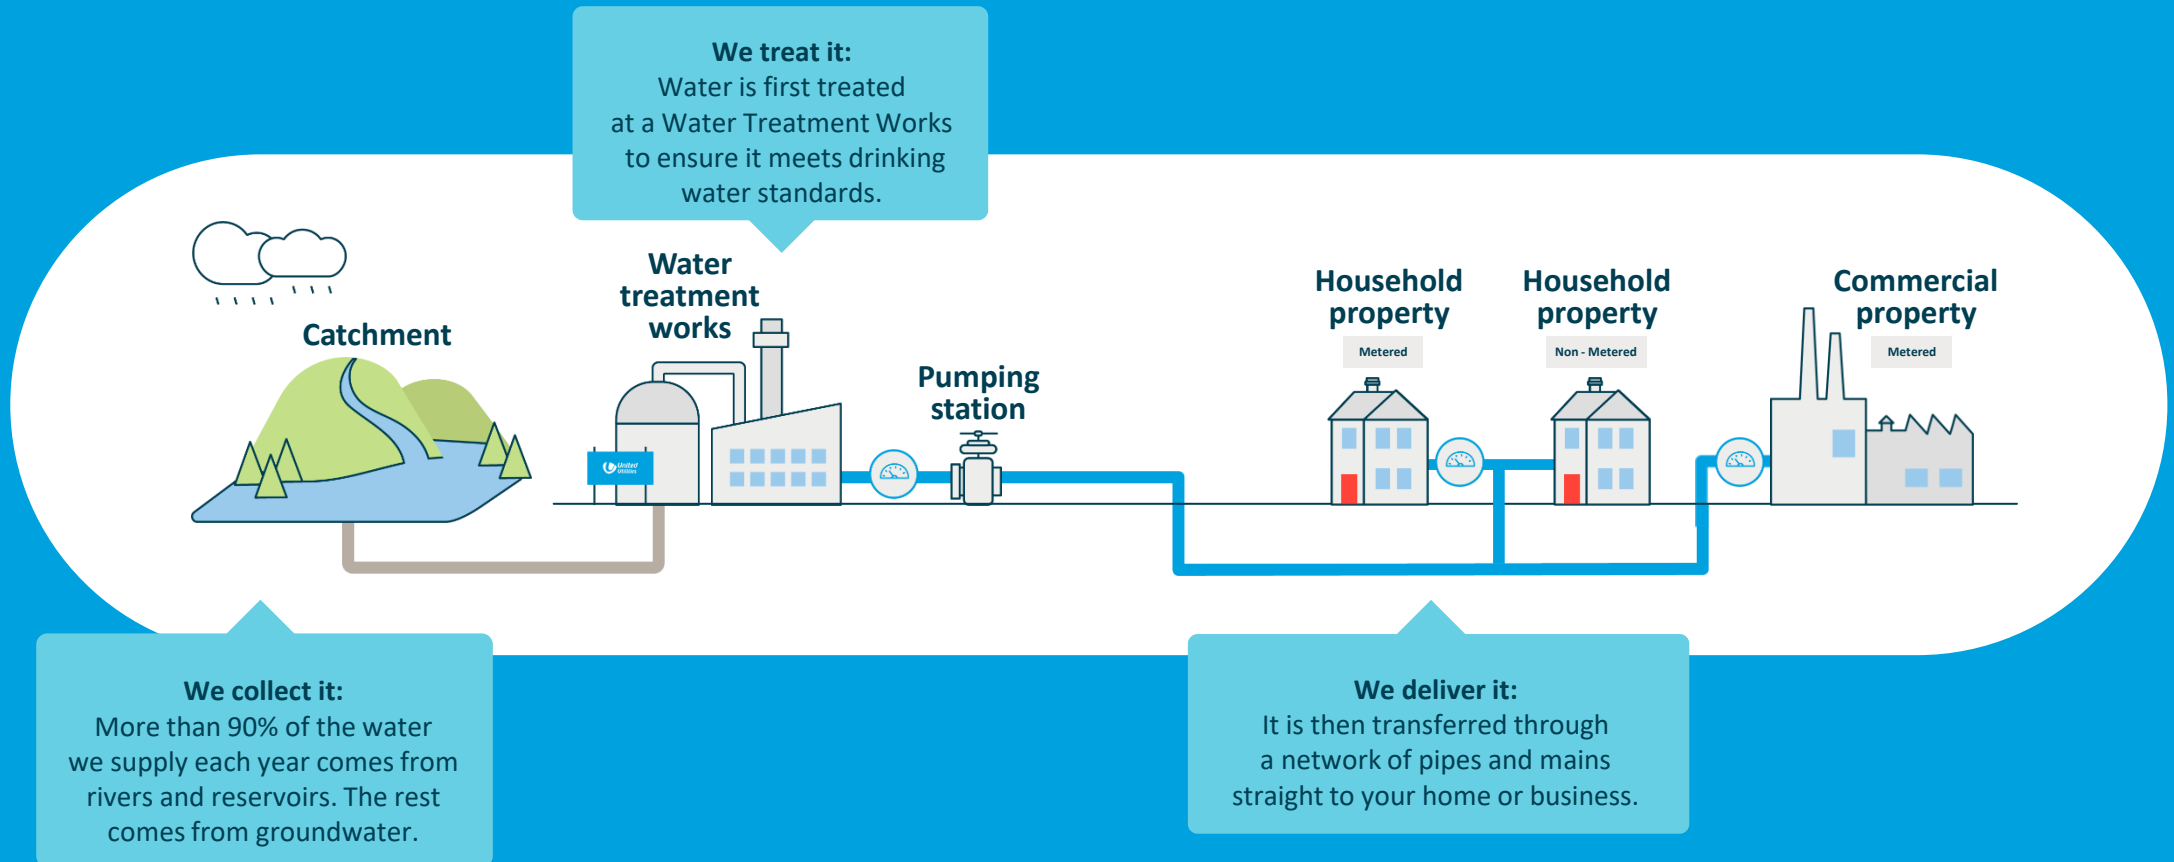 We treat it:
Water is first treated
at a Water Treatment Works
to ensure it meets drinking
water standards.
Catchment
Water
treatment
works
United
Utilities
Pumping
station
Household
property
Metered
Household
property
Non - Metered
Commercial
property
Metered
We collect it:
More than 90% of the water
we supply each year comes from
rivers and reservoirs. The rest
comes from groundwater.
We deliver it:
It is then transferred through
a network of pipes and mains
straight to your home or business.